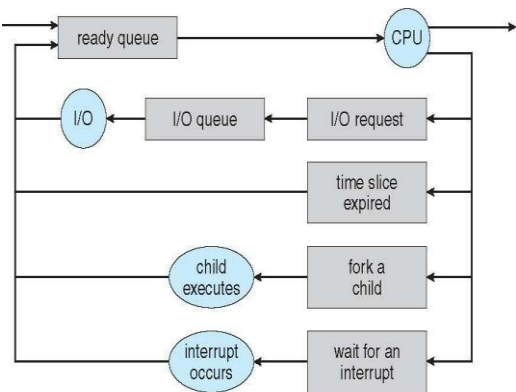 ready queue
CPU
I/O
I/O queue
I/O request
time slice
expired
child
executes
fork a
child
interrupt
occurs
wait for an
interrupt